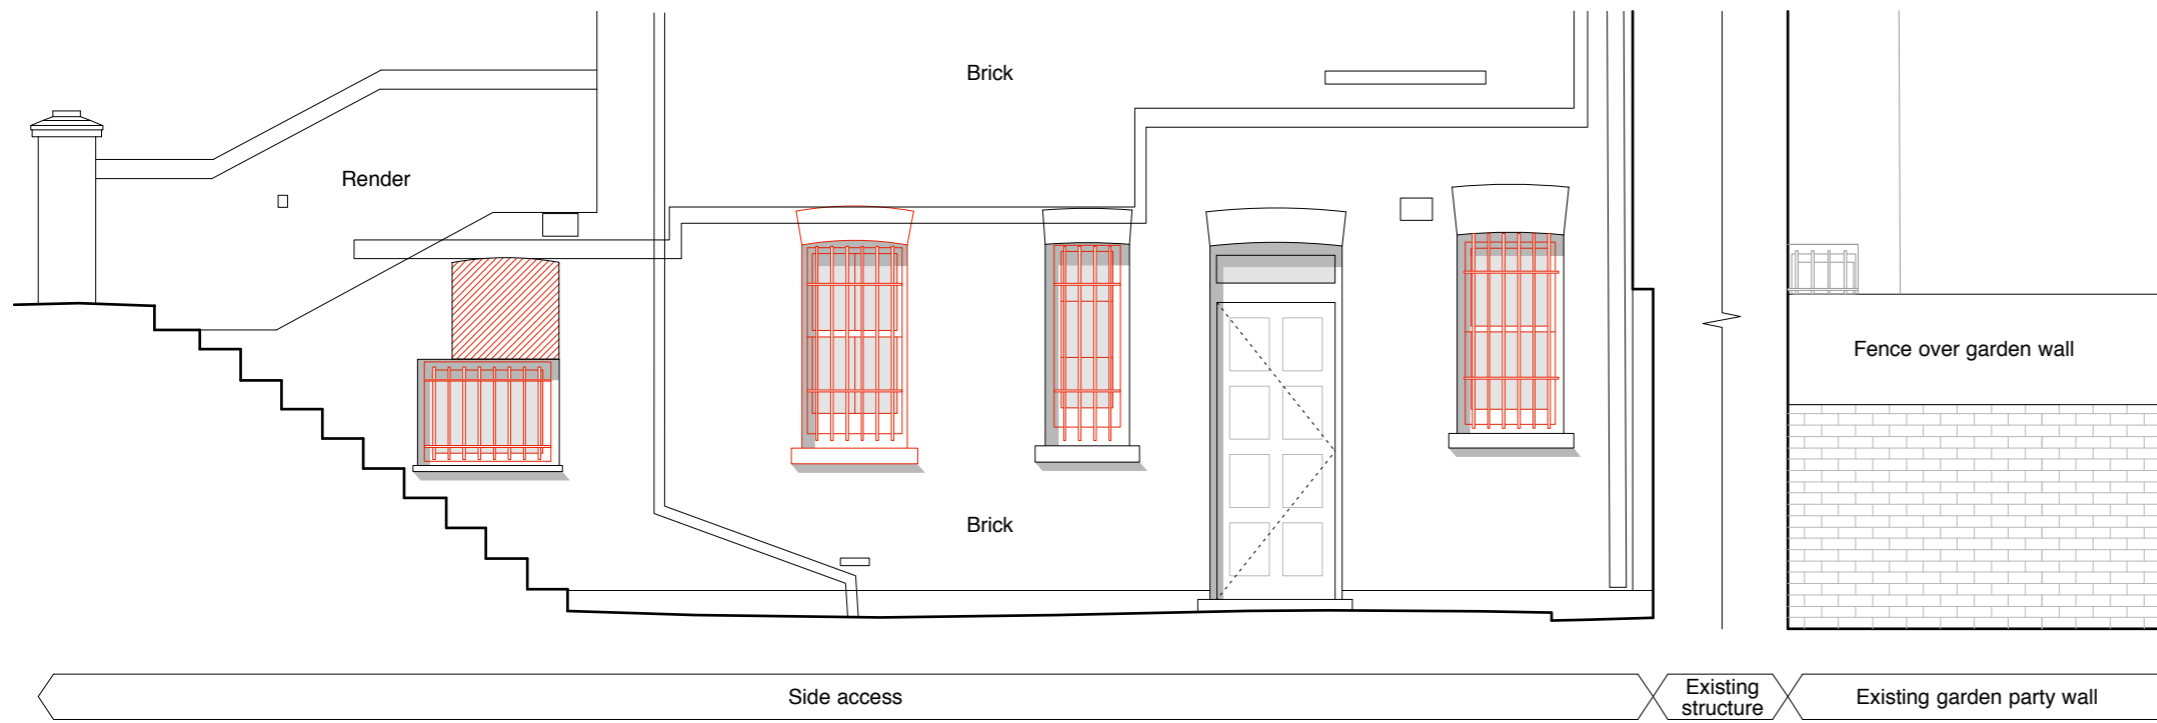 Brick
Render
Fence over garden wall
Brick
Side access
Existing
structure
Existing garden party wall